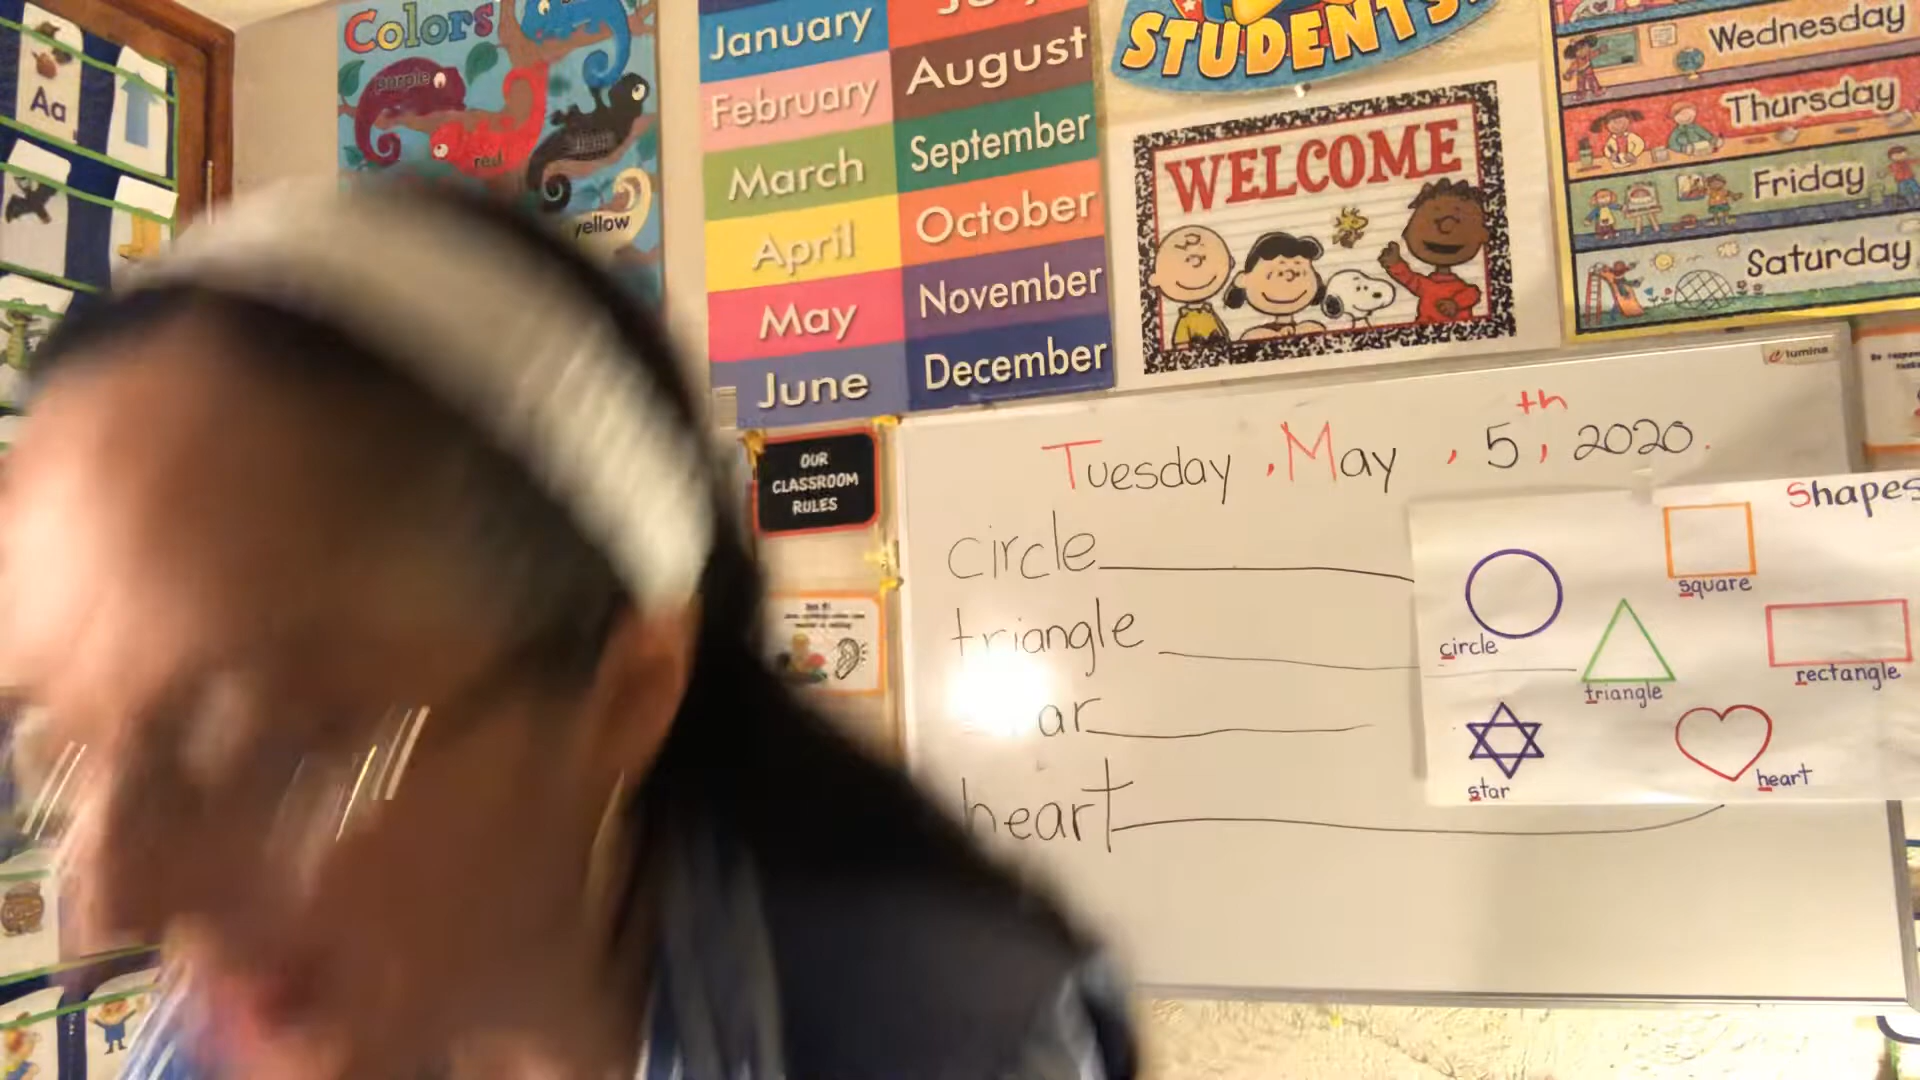 Colors
purple
red
yellow
Aa
January
February
March
April
May
June
August
September
October
November
December
STUDENTS
WELCOME
Wednesday
Thursday
Friday
Saturday
lumina
OUR
CLASSROOM
RULES
Tuesday, May, 5th, 2020.
circle
triangle
ar
heart
Shapes
square
circle
triangle
rectangle
star
heart